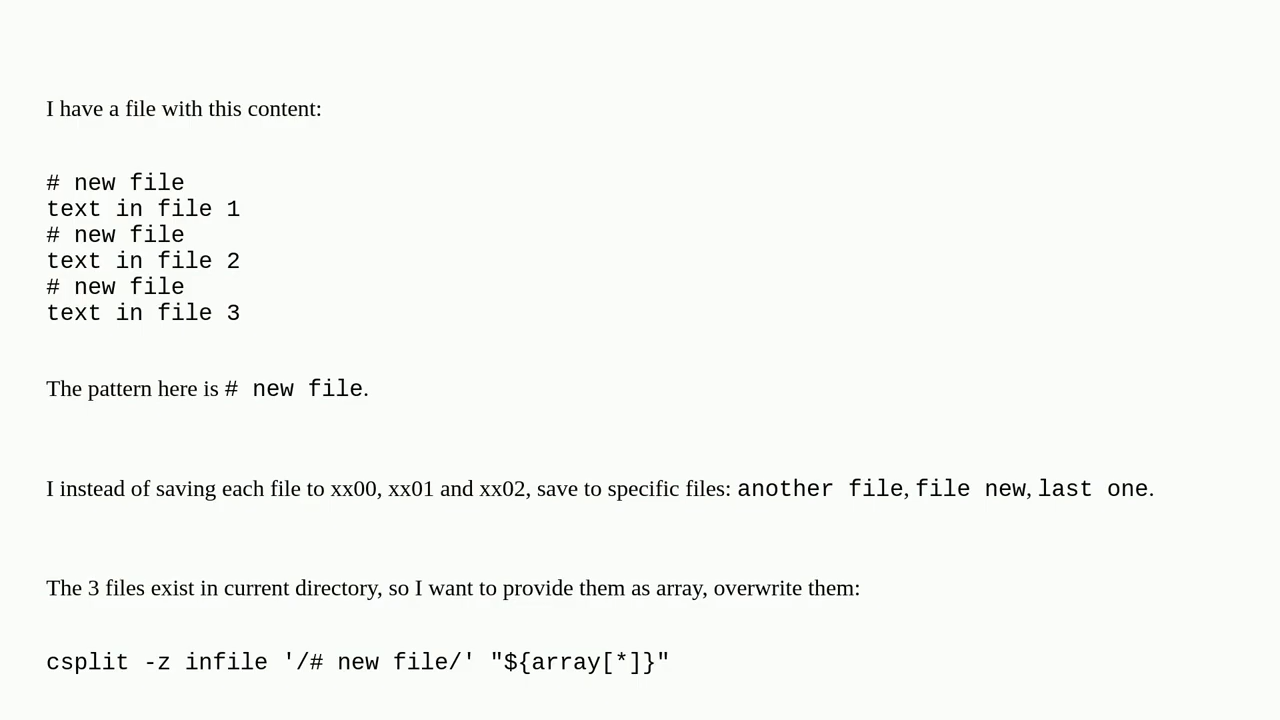 I have a file with this content:
# new file
text in file 1
# new file
text in file 2
# new file
text in file 3
The pattern here is # new file.
I instead of saving each file to xx00, xx01 and xx02, save to specific files: another file, file new, last one.
The 3 files exist in current directory, so I want to provide them as array, overwrite them:
csplit -z infile '/# new file/' "${array[*]}"